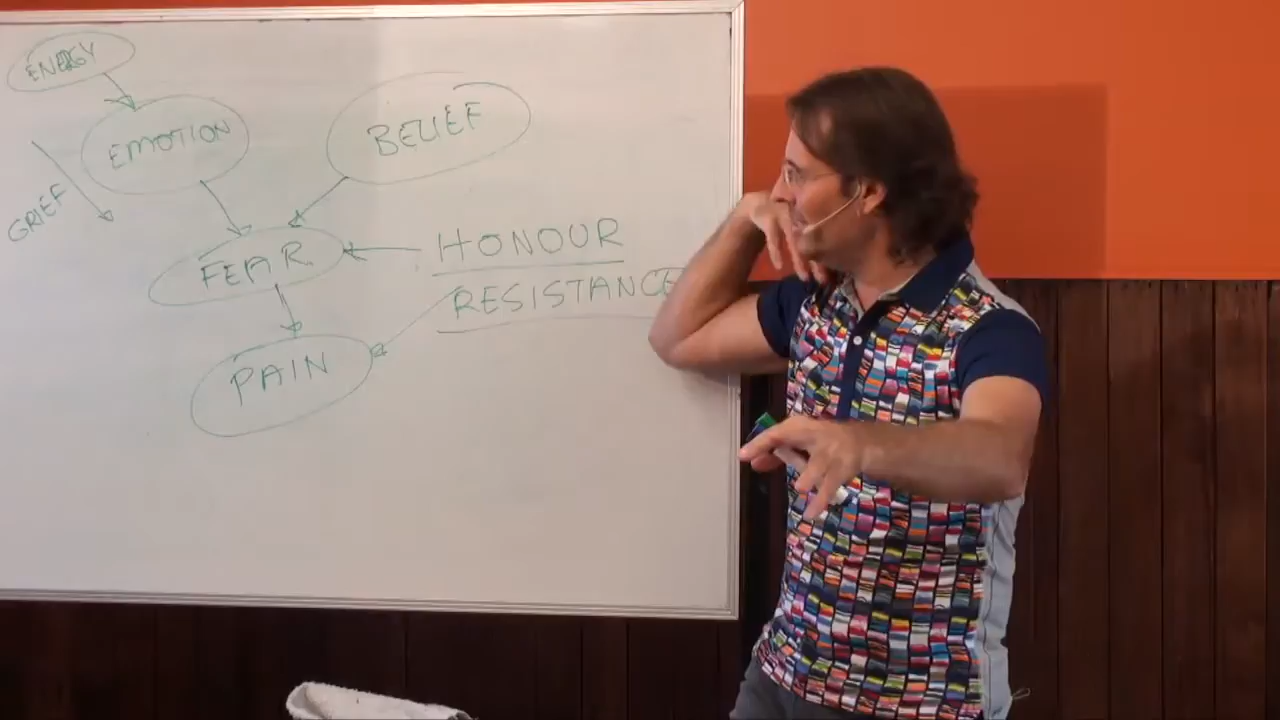 ENERGY
EMOTION
BELIEF
GRIEF
FEAR
HONOUR
RESISTANCE
PAIN